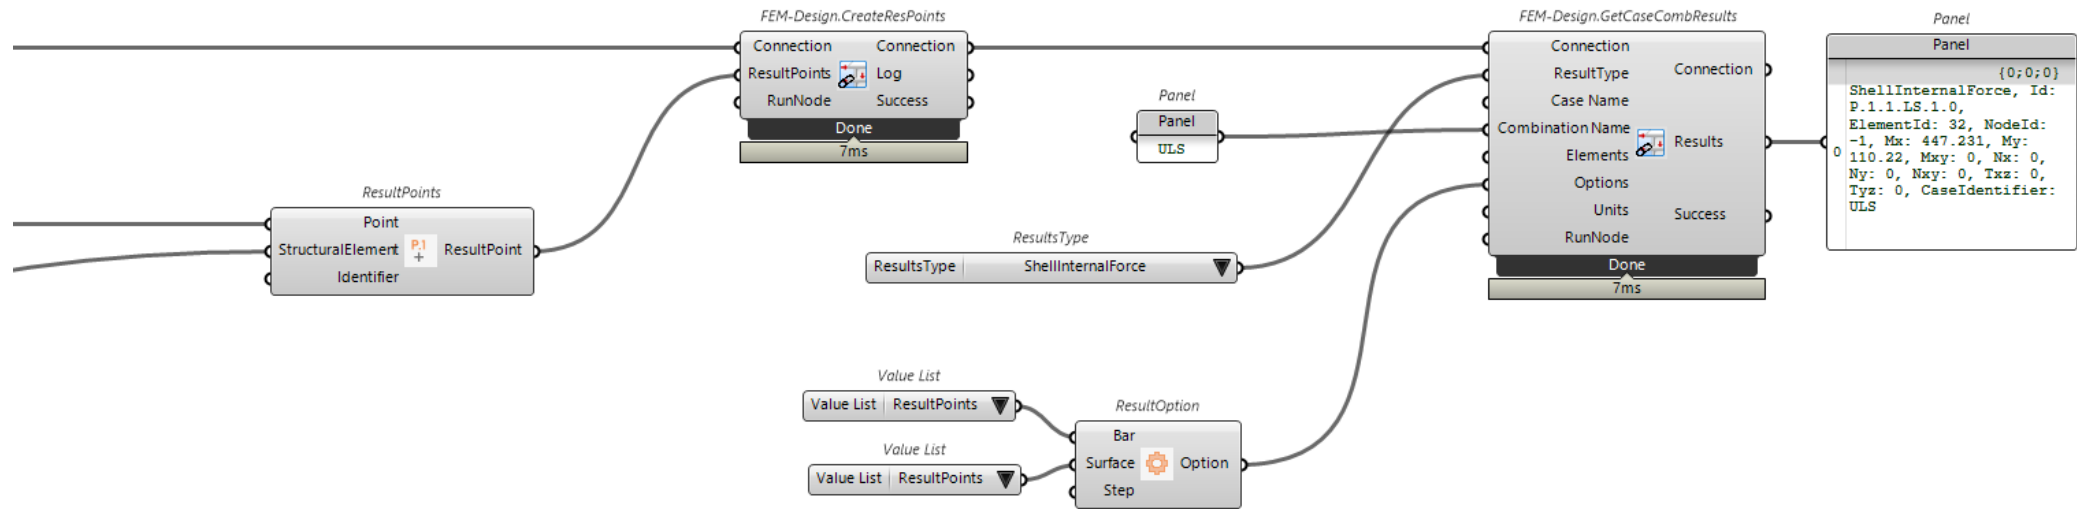 FEM-Design.CreateResPoints
Connection Connection
ResultPoints Log
RunNode Success
Done
7ms
ResultPoints
Point
StructuralElement P.1 + ResultPoint
Identifier
Panel
Panel
ULS
ResultsType
ResultsType ShellInternalForce
Value List
Value List ResultPoints
Value List
Value List ResultPoints
ResultOption
Bar
Surface Option
Step
FEM-Design.GetCaseCombResults
Connection
ResultType Connection
Case Name
Combination Name
Elements Results
Options
Units Success
RunNode
Done
7ms
Panel
Panel
{0;0;0}
0
ShellInternalForce, Id:
P.1.1.LS.1.0,
ElementId: 32, NodeId:
-1, Mx: 447.231, My:
110.22, Mxy: 0, Nx: 0,
Ny: 0, Nxy: 0, Txz: 0,
Tyz: 0, CaseIdentifier:
ULS